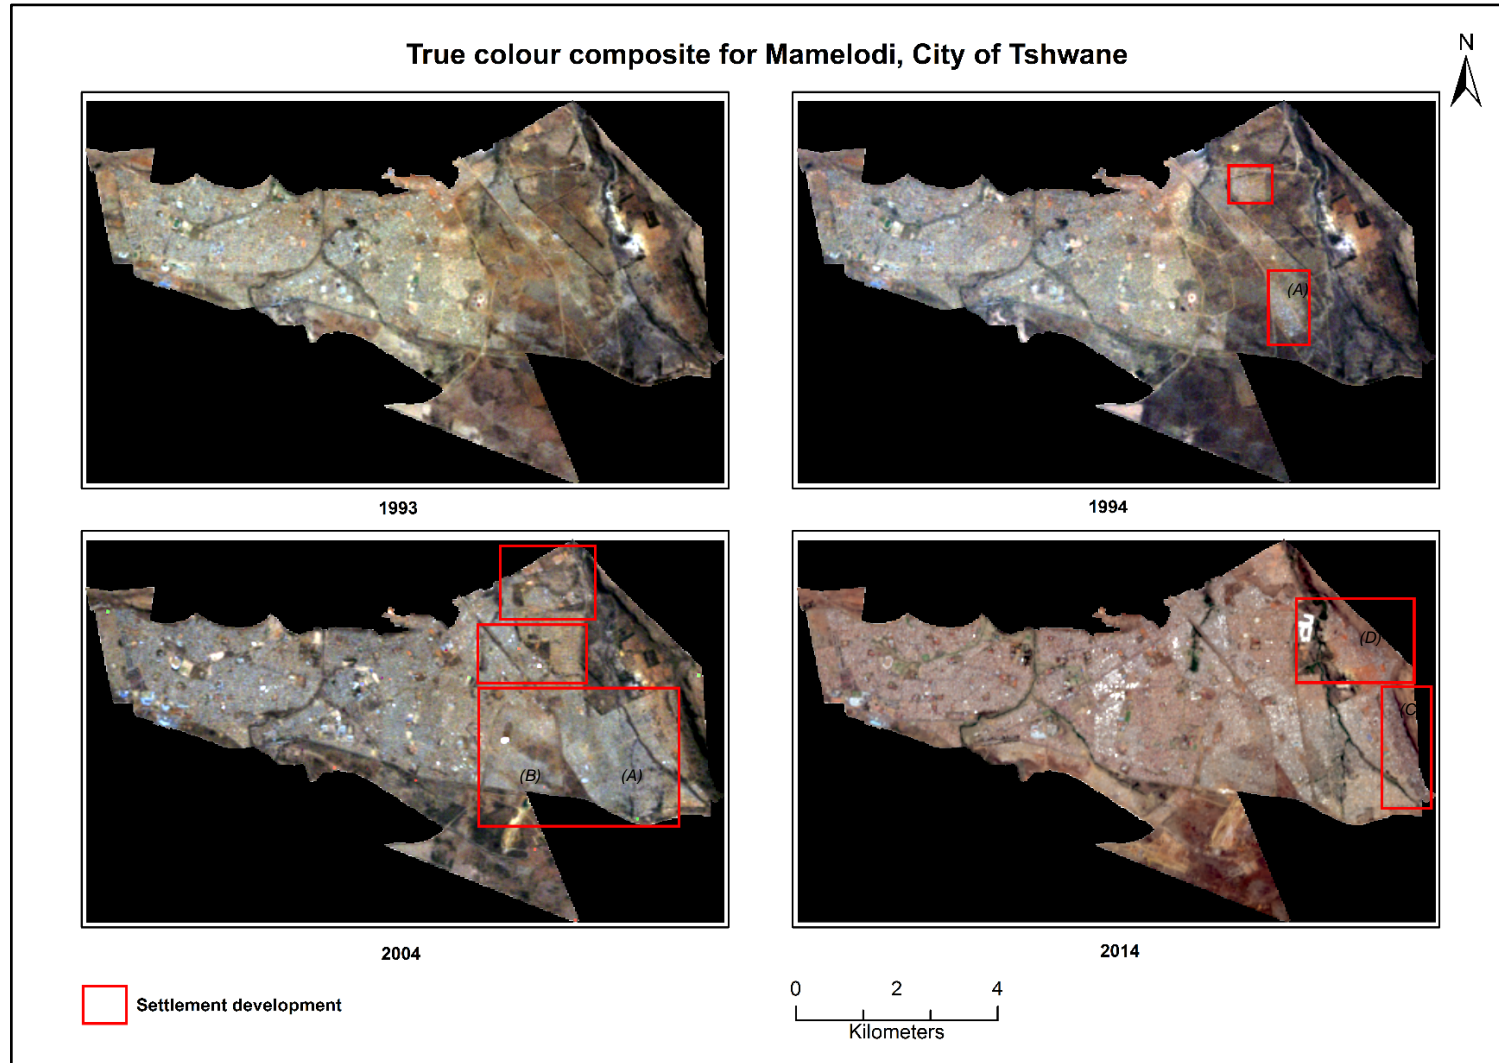 True colour composite for Mamelodi, City of Tshwane
N
(A)
1993
1994
(B)
(A)
(D)
(C)
2004
2014
Settlement development
0 2 4
Kilometers